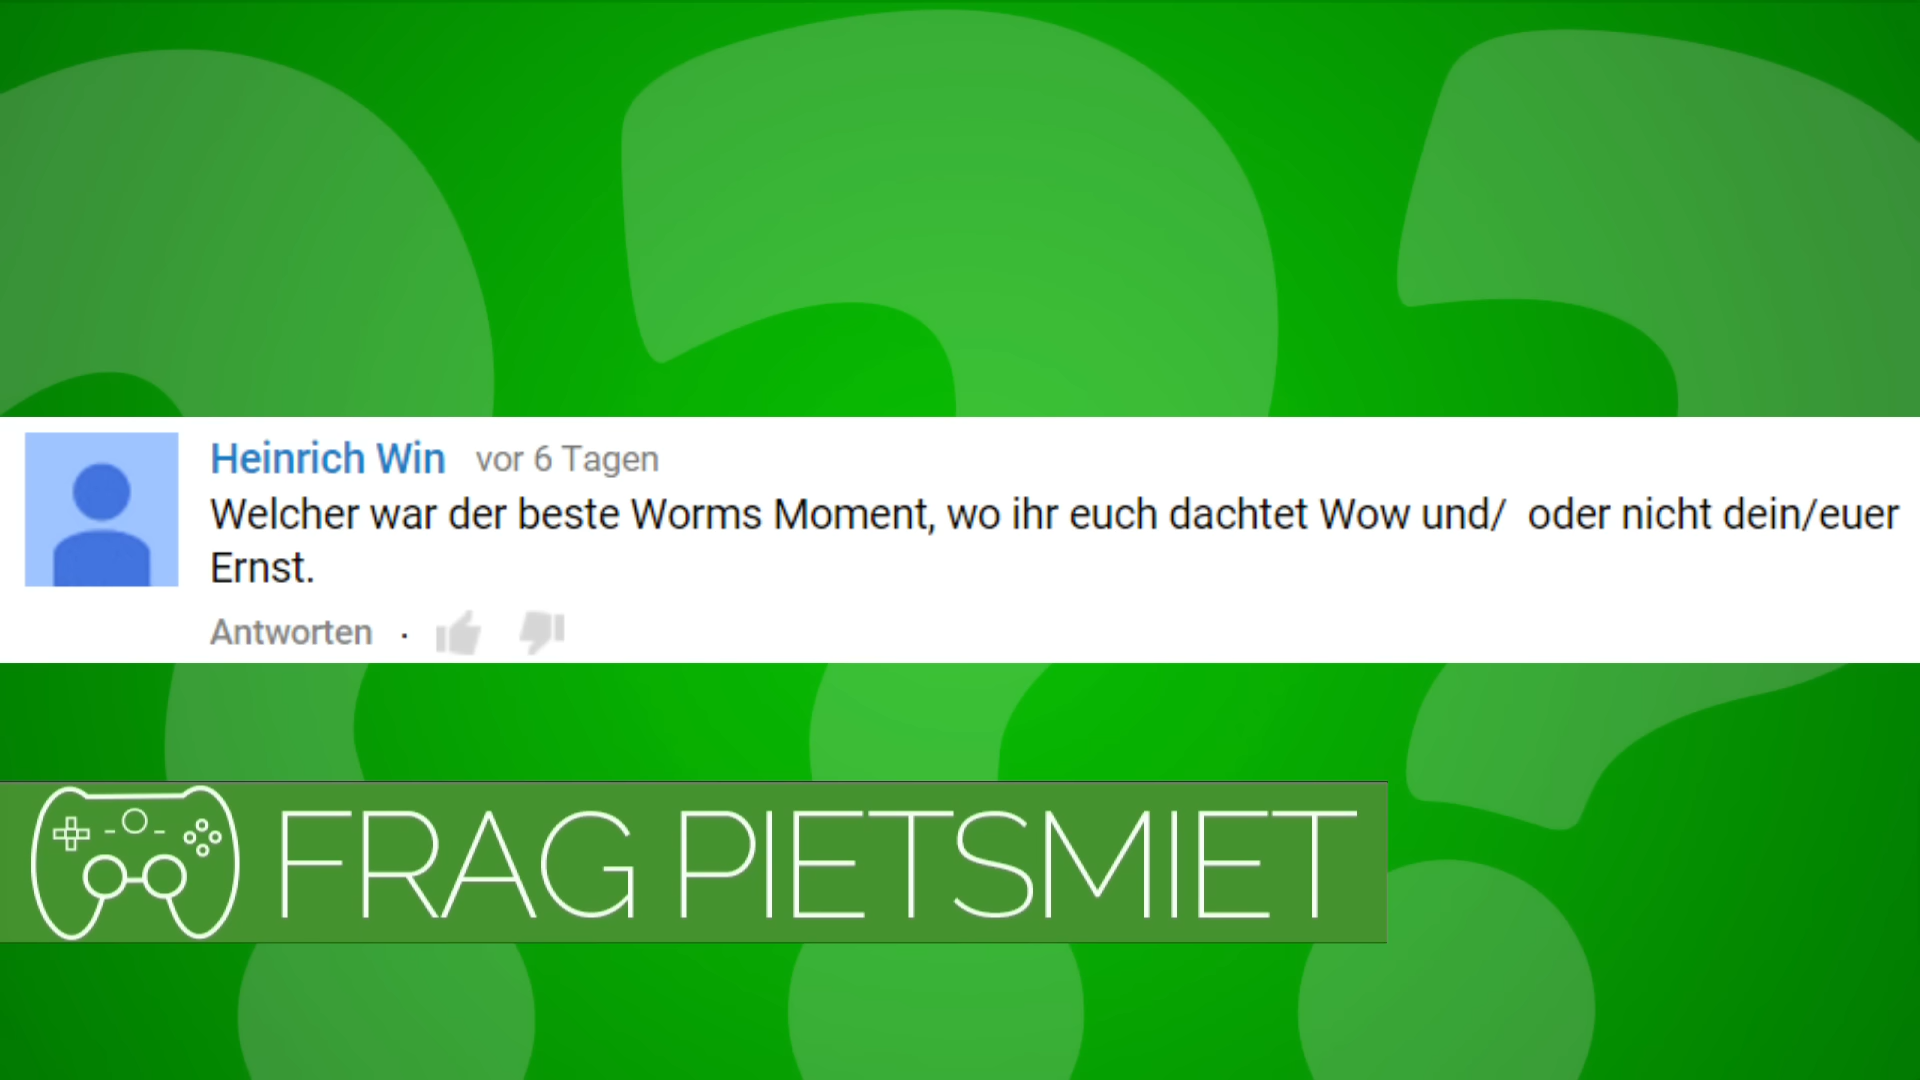 Heinrich Win vor 6 Tagen
Welcher war der beste Worms Moment, wo ihr euch dachtet Wow und/  oder nicht dein/euer
Ernst.
Antworten ·
FRAG PIETSMIET